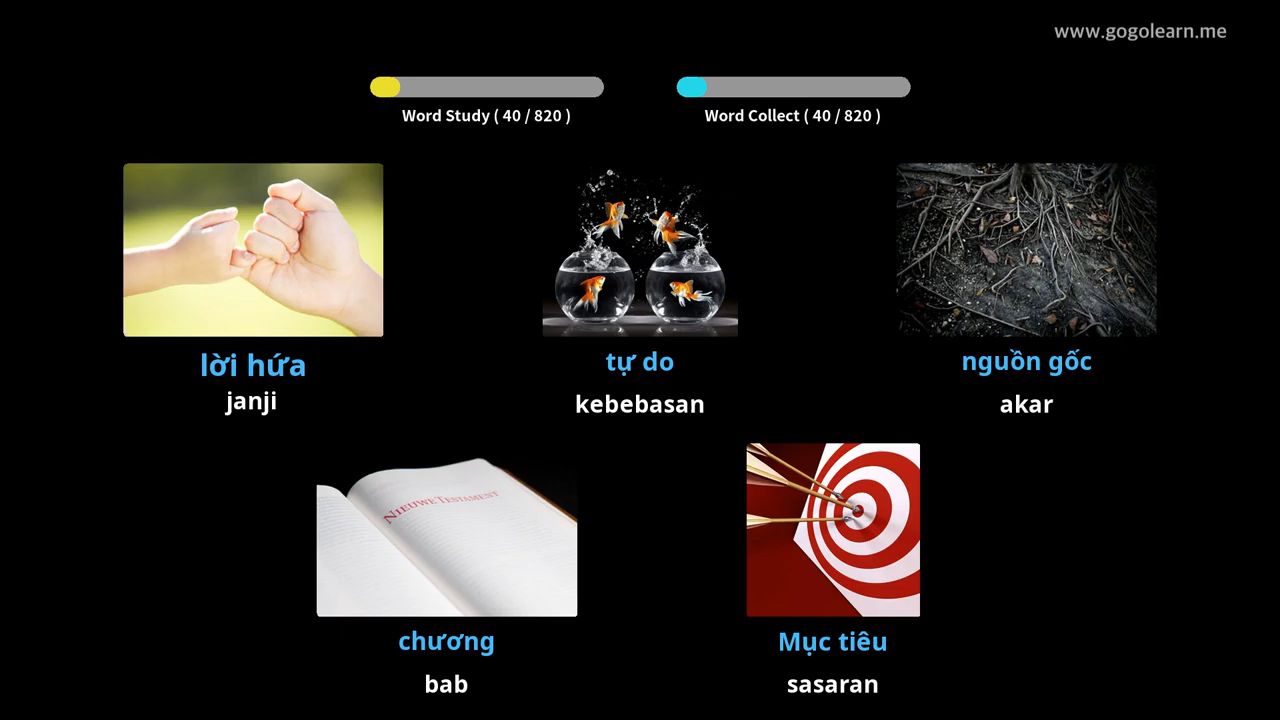 www.gogolearn.me
Word Study ( 40 / 820 )
Word Collect ( 40 / 820 )
lời hứa
janji
tự do
kebebasan
nguồn gốc
akar
NIEUWE TESTAMENT
chương
bab
Mục tiêu
sasaran